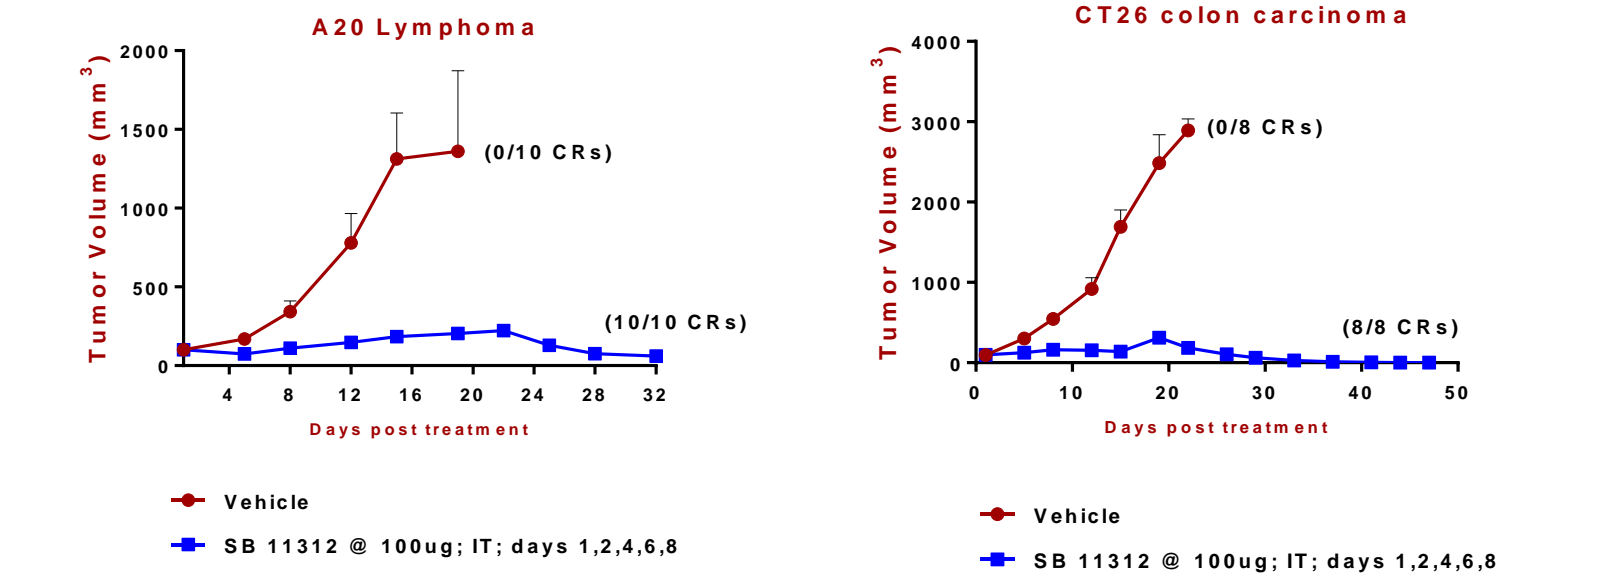 A20 Lymphoma
Tumor Volume (mm3)
2000
1500
1000
500
0
4 8 12 16 20 24 28 32
(0/10 CRs)
(10/10 CRs)
Days post treatment
Vehicle
SB 11312 @ 100ug; IT; days 1,2,4,6,8
CT26 colon carcinoma
Tumor Volume (mm3)
4000
3000
2000
1000
0
0 10 20 30 40 50
(0/8 CRs)
(8/8 CRs)
Days post treatment
Vehicle
SB 11312 @ 100ug; IT; days 1,2,4,6,8